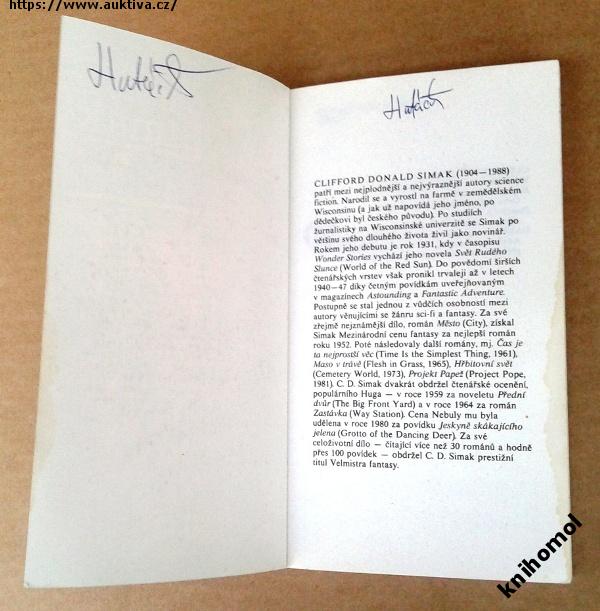 https://www.auktiva.cz/
CLIFFORD DONALD SIMAK (1904—1988)
patří mezi nejplodnější a nejvýraznější autory science
fiction. Narodil se a vyrostl na farmě v zemědělském
Wisconsinu (a jak už napovídá jeho jméno, po
dědečkovi byl českého původu). Po studiích
žurnalistiky na Wisconsinské univerzitě se Simak po
většinu svého dlouhého života živil jako novinář.
Rokem jeho debutu je rok 1931, kdy v časopisu
Wonder Stories vychází jeho novela Svět Rudého
Slunce (World of the Red Sun). Do povědomí širších
čtenářských vrstev však pronikl trvaleji až v letech
1940—47 díky četným povídkám uveřejňovaným
v magazínech Astounding a Fantastic Adventure.
Postupně se stal jednou z vůdčích osobností mezi
autory věnujícími se žánru sci-fi a fantasy. Za své
zřejmě nejznámější dílo, román Město (City), získal
Simak Mezinárodní cenu fantasy za nejlepší román
roku 1952. Poté následovaly další romány, mj. Čas je
ta nejprostší věc (Time Is the Simplest Thing, 1961),
Maso v trávě (Flesh in Grass, 1965), Hřbitovní svět
(Cemetery World, 1973), Projekt Papež (Project Pope,
1981). C. D. Simak dvakrát obdržel čtenářské ocenění,
populárního Huga — v roce 1959 za noveletu Přední
dvůr (The Big Front Yard) a v roce 1964 za román
Zastávka (Way Station). Cena Nebuly mu byla
udělena v roce 1980 za povídku Jeskyně skákajícího
jelena (Grotto of the Dancing Deer). Za své
celoživotní dílo — čítající více než 30 románů a hodně
přes 100 povídek — obdržel C. D. Simak prestižní
titul Velmistra fantasy.
knihomol